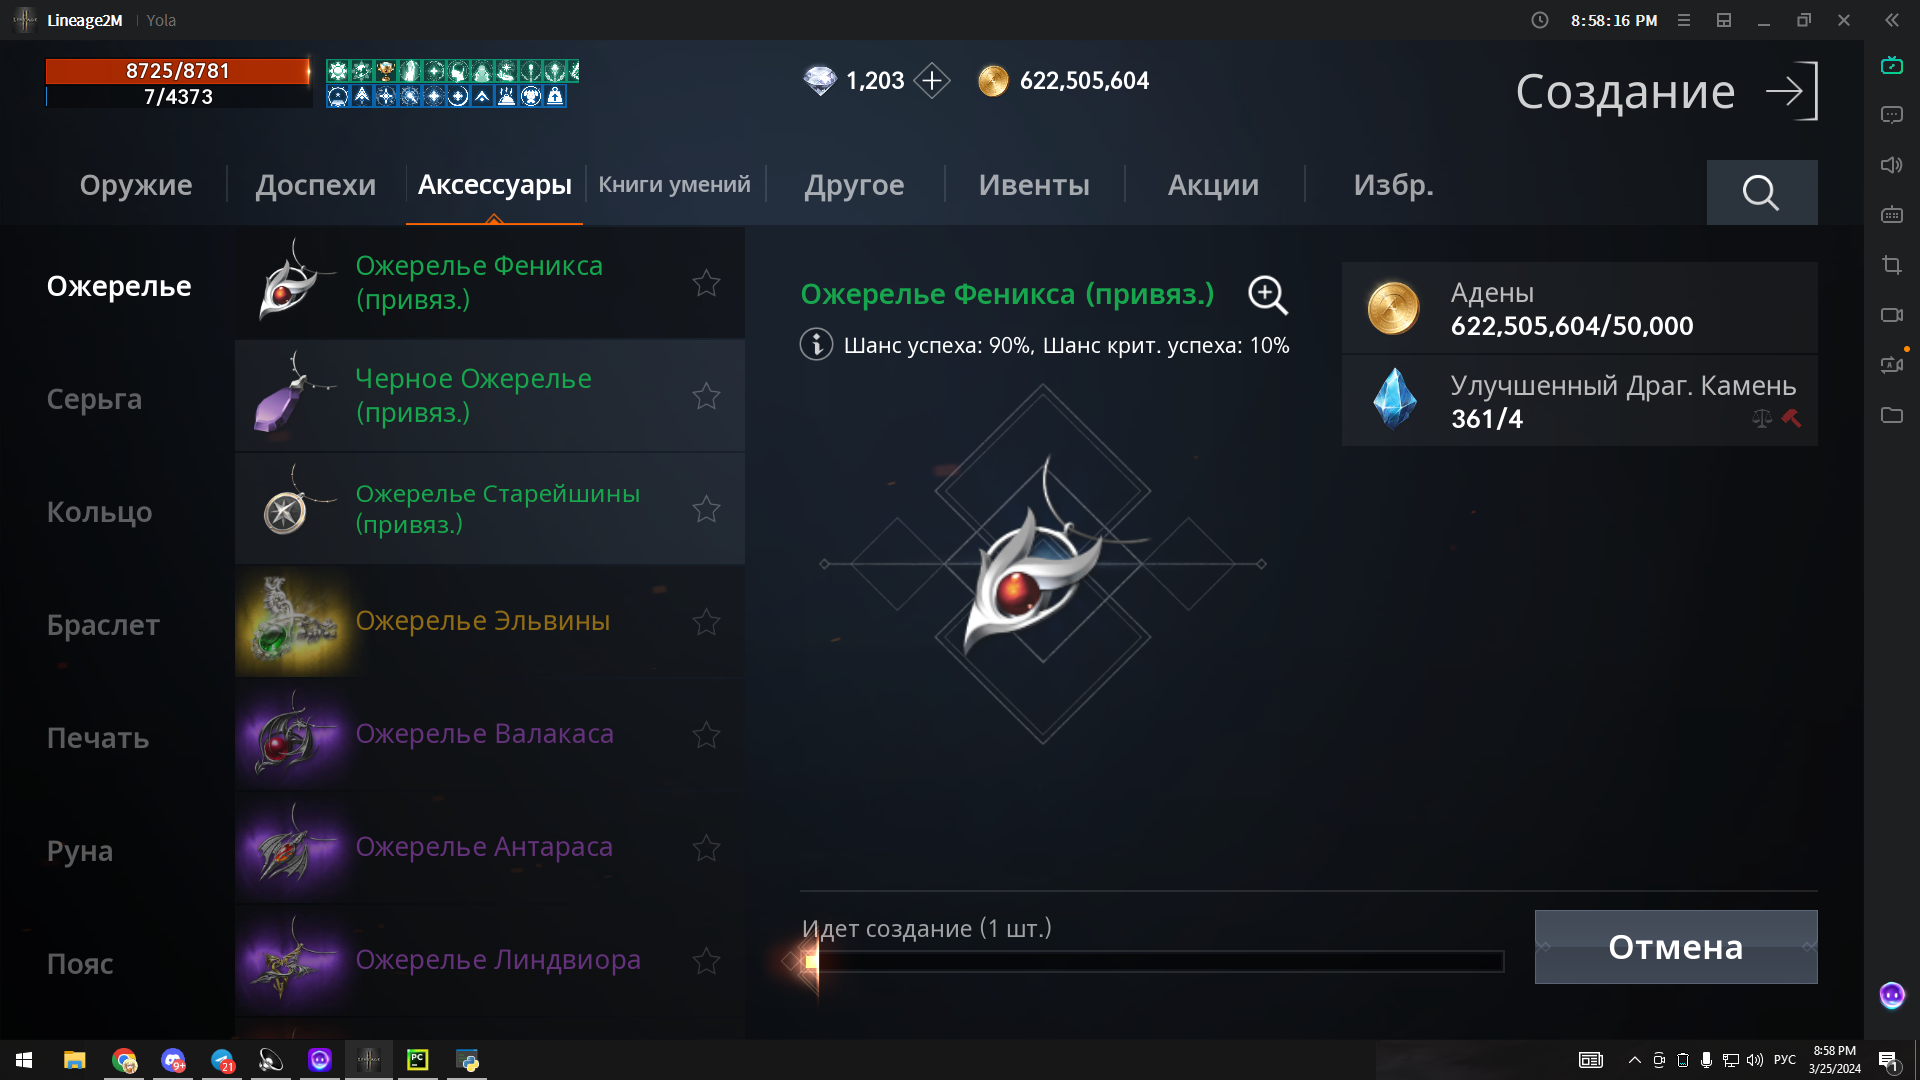 Lineage2M
Yola
8:58:16 PM
8725/8781
7/4373
1,203
622,505,604
Создание
Оружие
Доспехи
Аксессуары
Книги умений
Другое
Ивенты
Акции
Избр.
Ожерелье
Серьга
Кольцо
Браслет
Печать
Руна
Пояс
Ожерелье Феникса
(привяз.)
Черное Ожерелье
(привяз.)
Ожерелье Старейшины
(привяз.)
Ожерелье Эльвины
Ожерелье Валакаса
Ожерелье Антараса
Ожерелье Линдвиора
Ожерелье Феникса (привяз.)
Шанс успеха: 90%, Шанс крит. успеха: 10%
Адены
622,505,604/50,000
Улучшенный Драг. Камень
361/4
Идет создание (1 шт.)
Отмена
9+
21
PC
РУС
8:58 PM
3/25/2024
1